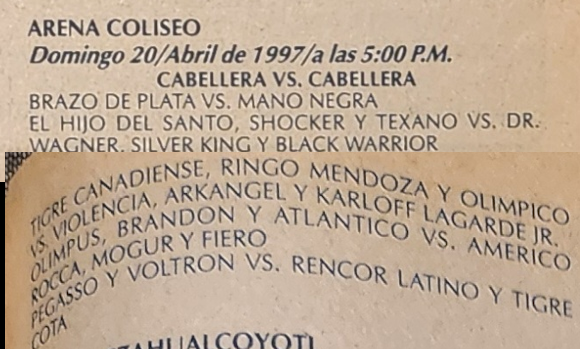 ARENA COLISEO
Domingo 20/Abril de 1997/a las 5:00 P.M.
CABELLERA VS. CABELLERA
BRAZO DE PLATA VS. MANO NEGRA
EL HIJO DEL SANTO, SHOCKER Y TEXANO VS. DR.
WAGNER, SILVER KING Y BLACK WARRIOR
TIGRE CANADIENSE, RINGO MENDOZA Y OLIMPICO
VS. VIOLENCIA, ARKANGEL Y KARLOFF LAGARDE JR.
OLIMPUS, BRANDON Y ATLANTICO VS. AMERICO
ROCCA, MOGUR Y FIERO
PEGASSO Y VOLTRON VS. RENCOR LATINO Y TIGRE
COTA